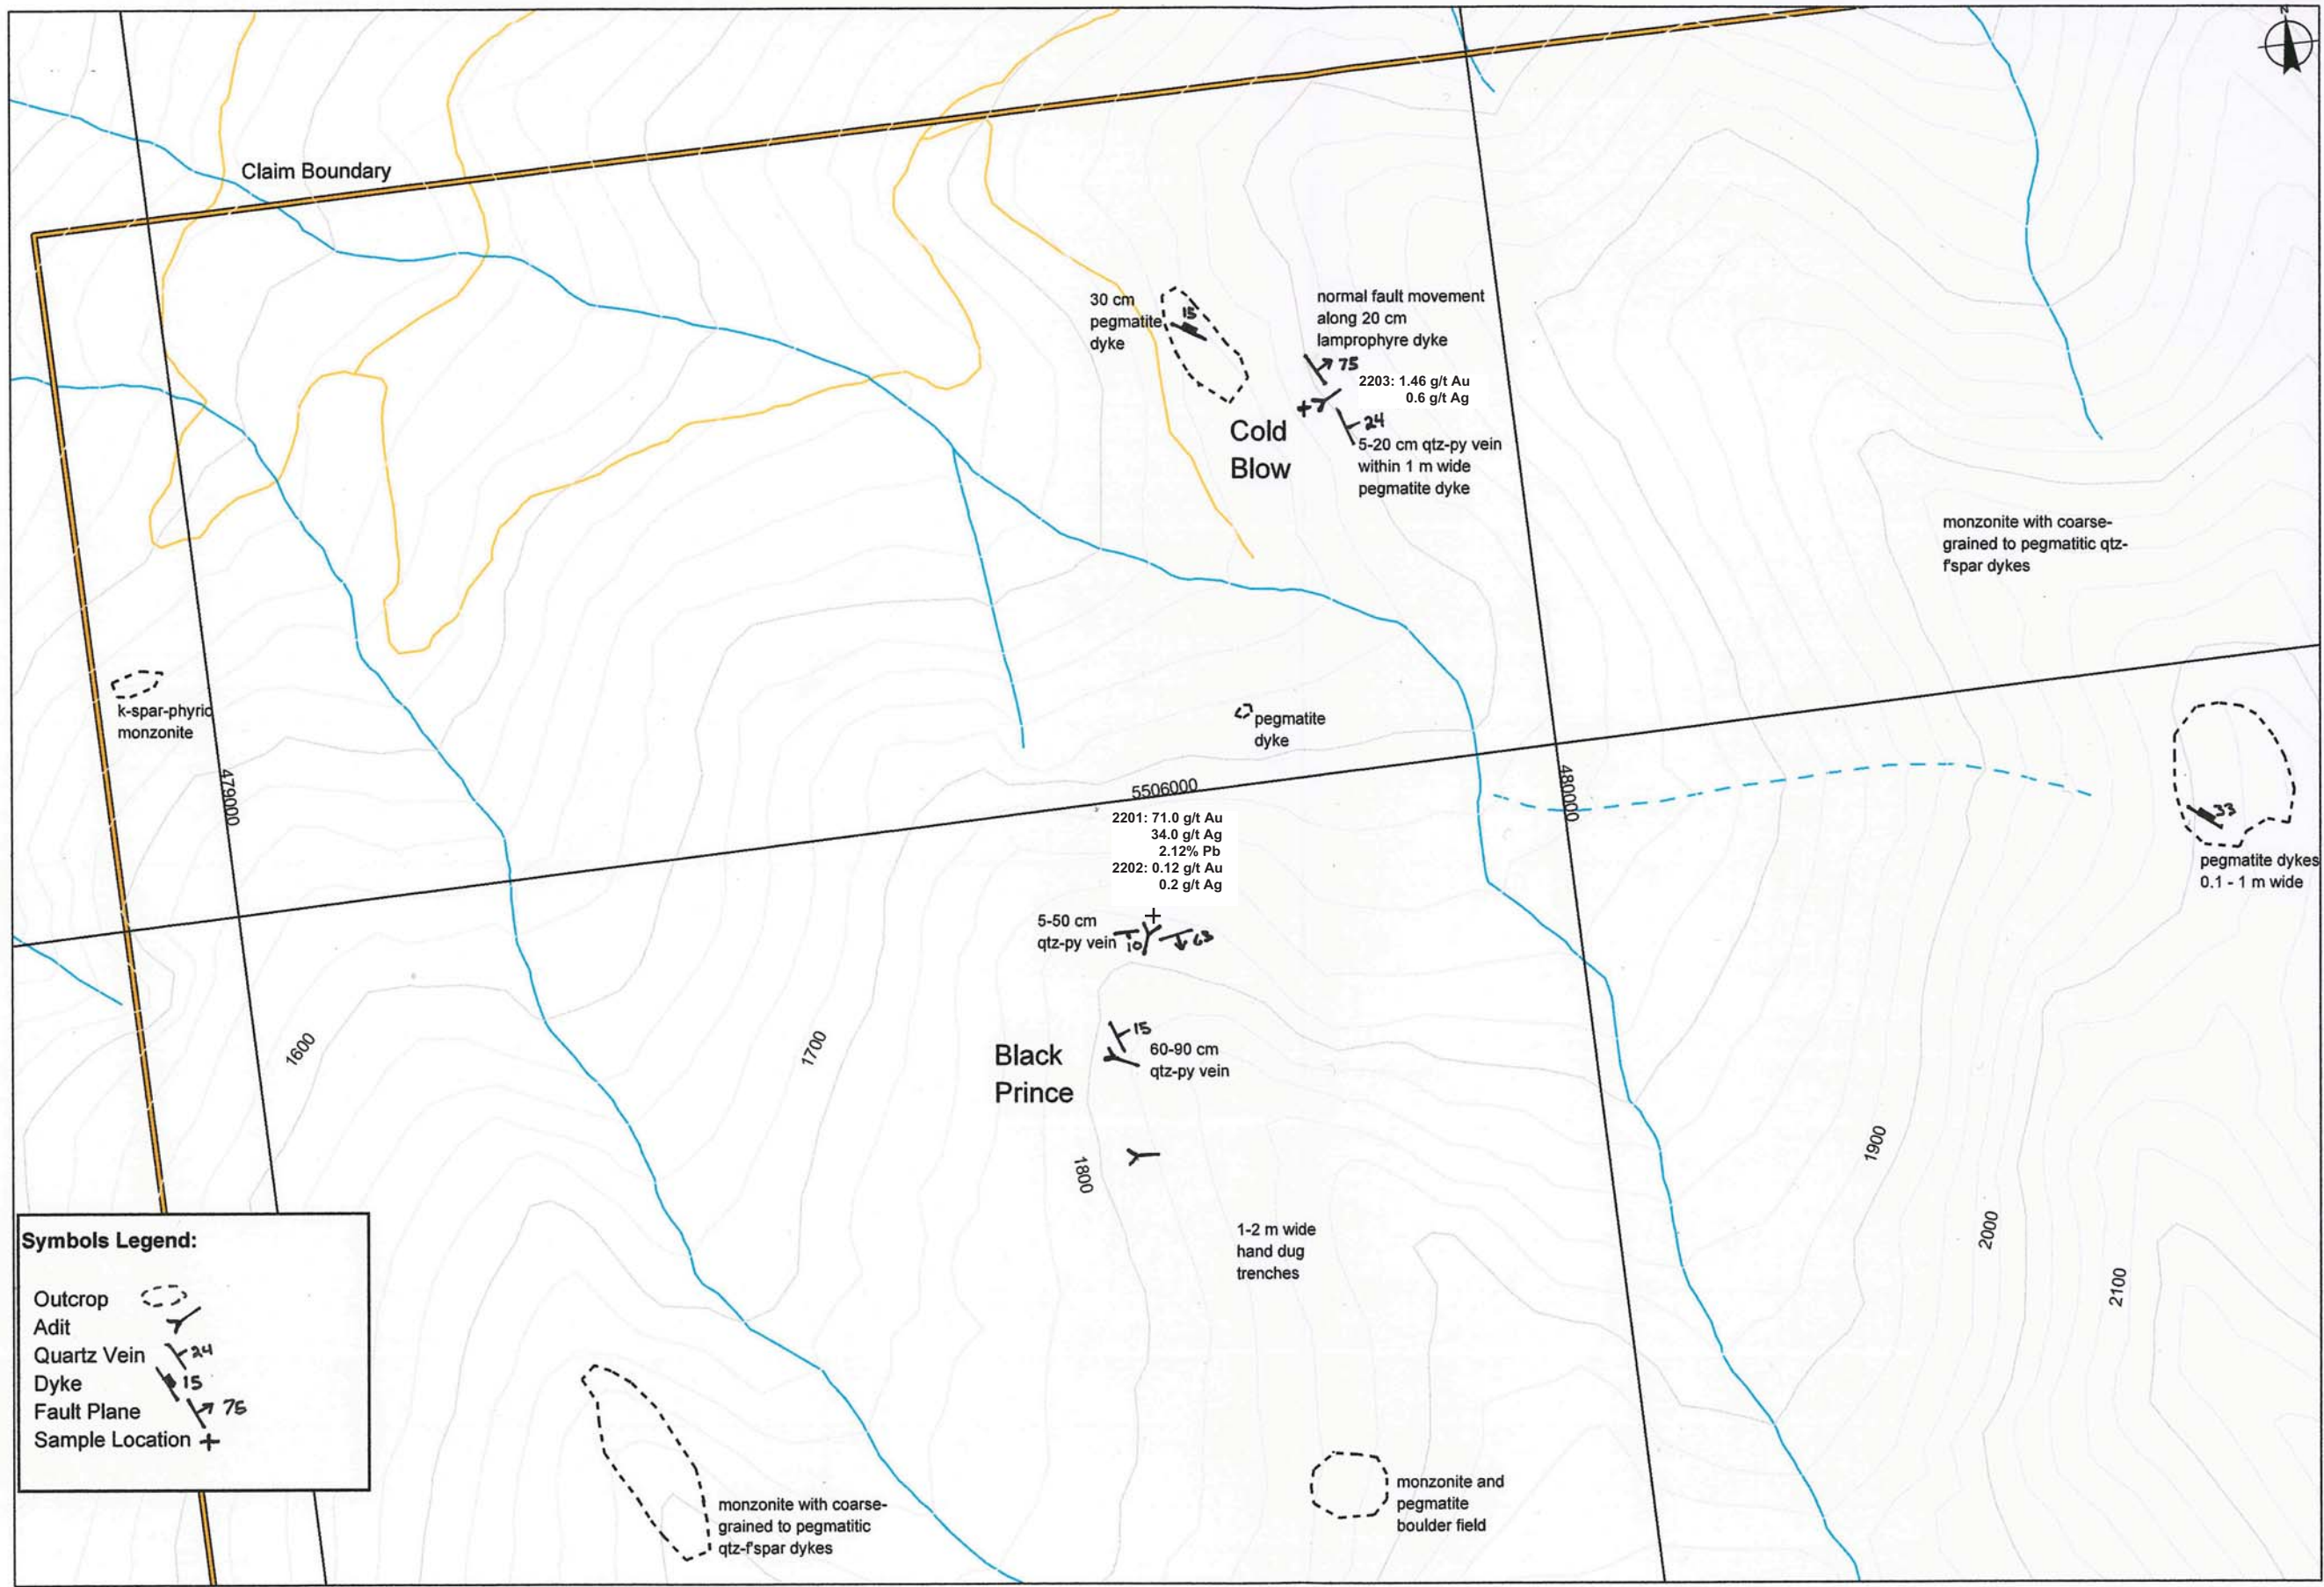 N
Claim Boundary
30 cm
pegmatite
dyke
15
normal fault movement
along 20 cm
lamprophyre dyke
75
2203: 1.46 g/t Au
0.6 g/t Ag
24
Cold
Blow
5-20 cm qtz-py vein
within 1 m wide
pegmatite dyke
monzonite with coarse-
grained to pegmatitic qtz-
f'spar dykes
k-spar-phyric
monzonite
pegmatite
dyke
479000
5506000
480000
2201: 71.0 g/t Au
34.0 g/t Ag
2.12% Pb
2202: 0.12 g/t Au
0.2 g/t Ag
33
pegmatite dykes
0.1 - 1 m wide
5-50 cm
qtz-py vein
10
63
1600
1700
15
Black
Prince
60-90 cm
qtz-py vein
1800
1900
2000
2100
1-2 m wide
hand dug
trenches
Symbols Legend:
Outcrop
Adit
Quartz Vein 24
Dyke 15
Fault Plane 75
Sample Location
monzonite with coarse-
grained to pegmatitic
qtz-f'spar dykes
monzonite and
pegmatite
boulder field